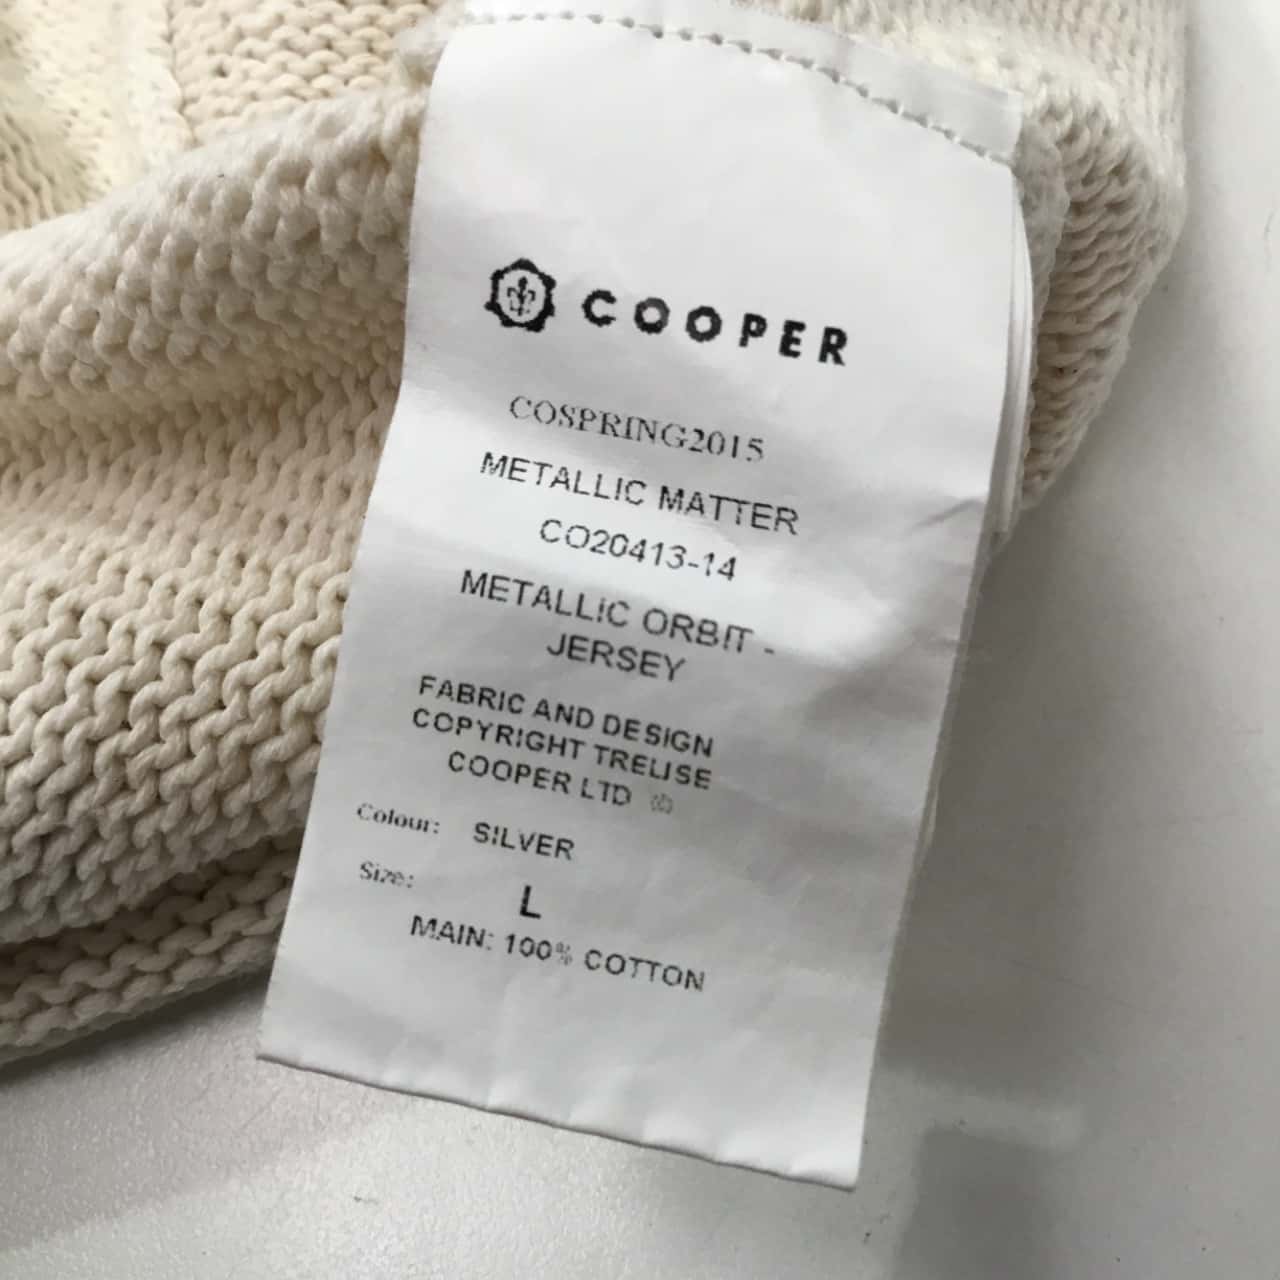 COOPER
COSPRING2015
METALLIC MATTER
CO20413-14
METALLIC ORBIT -
JERSEY
FABRIC AND DESIGN
COPYRIGHT TRELISE
COOPER LTD ©
Colour: SILVER
Size: L
MAIN: 100% COTTON